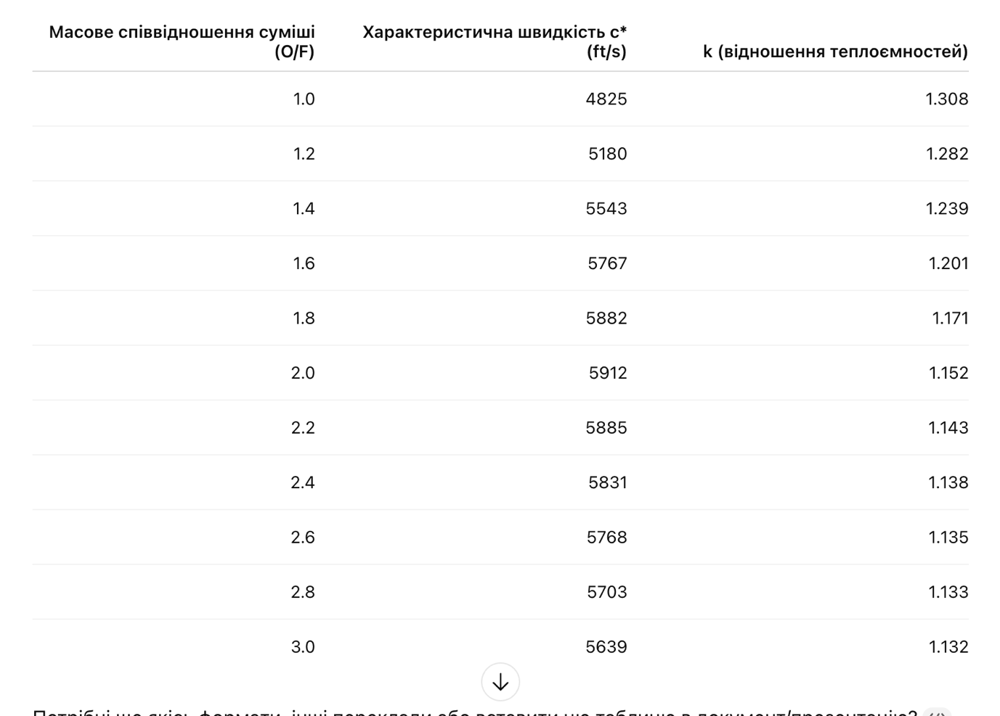 Масове співвідношення суміші (O/F) Характеристична швидкість c* (ft/s) k (відношення теплоємностей)
1.0 4825 1.308
1.2 5180 1.282
1.4 5543 1.239
1.6 5767 1.201
1.8 5882 1.171
2.0 5912 1.152
2.2 5885 1.143
2.4 5831 1.138
2.6 5768 1.135
2.8 5703 1.133
3.0 5639 1.132
Потрібні ще якісь формати, інші переклади або вставити цю таблицю в документ/презентацію?